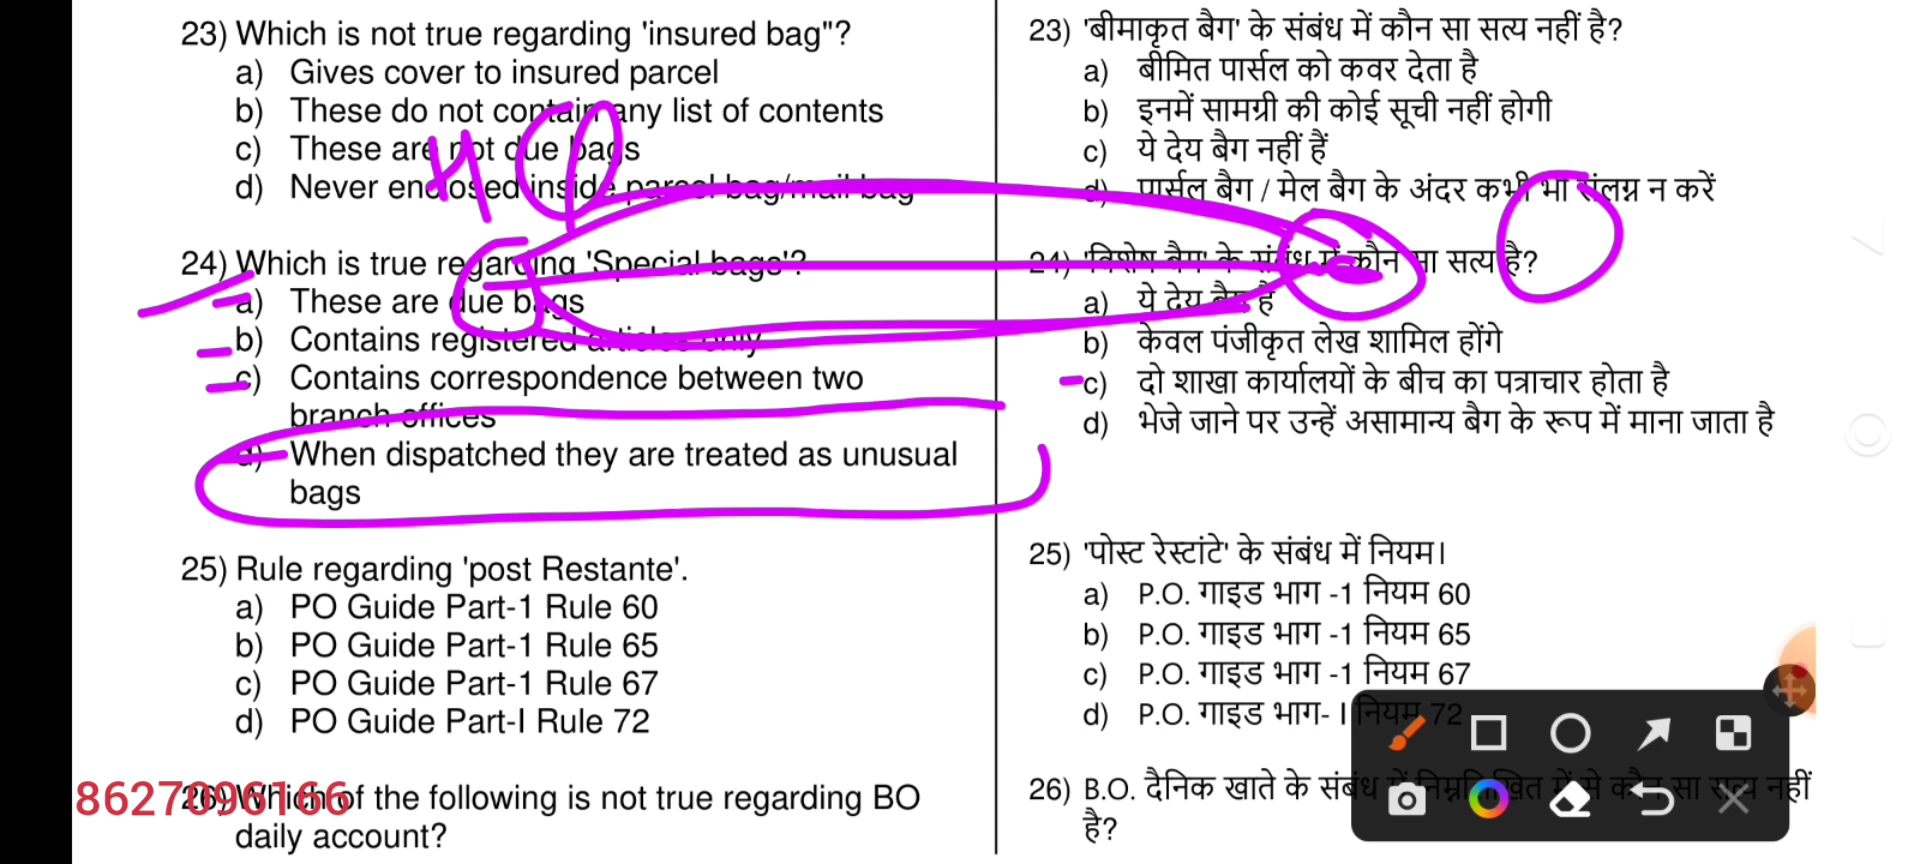 23) Which is not true regarding 'insured bag"?
a) Gives cover to insured parcel
b) These do not contain any list of contents
c) These are not due bags
d) Never enclosed inside parcel bag/mail bag
24) Which is true regarding 'Special bags'?
a) These are due bags
b) Contains registered articles only
c) Contains correspondence between two
branch offices
d) When dispatched they are treated as unusual
bags
25) Rule regarding 'post Restante'.
a) PO Guide Part-1 Rule 60
b) PO Guide Part-1 Rule 65
c) PO Guide Part-1 Rule 67
d) PO Guide Part-I Rule 72
8627096166
26) Which of the following is not true regarding BO
daily account?
23) 'बीमाकृत बैग' के संबंध में कौन सा सत्य नहीं है?
a) बीमित पार्सल को कवर देता है
b) इनमें सामग्री की कोई सूची नहीं होगी
c) ये देय बैग नहीं हैं
d) पार्सल बैग / मेल बैग के अंदर कभी भी संलग्न न करें
24) 'विशेष बैग' के संबंध में कौन सा सत्य है?
a) ये देय बैग हैं
b) केवल पंजीकृत लेख शामिल होंगे
c) दो शाखा कार्यालयों के बीच का पत्राचार होता है
d) भेजे जाने पर उन्हें असामान्य बैग के रूप में माना जाता है
25) 'पोस्ट रेस्टांटे' के संबंध में नियम।
a) P.O. गाइड भाग -1 नियम 60
b) P.O. गाइड भाग -1 नियम 65
c) P.O. गाइड भाग -1 नियम 67
d) P.O. गाइड भाग- I नियम 72
26) B.O. दैनिक खाते के संबंध में निम्नलिखित में से कौन सा सत्य नहीं
है?